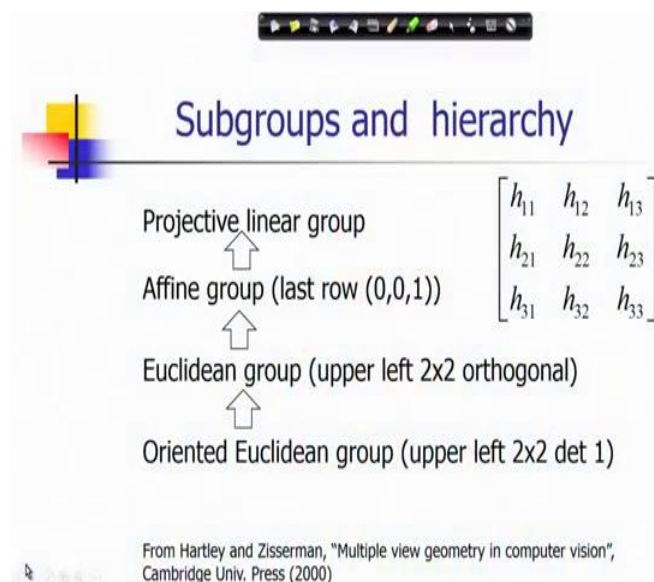 Subgroups and hierarchy
Projective linear group
Affine group (last row (0,0,1))
Euclidean group (upper left 2x2 orthogonal)
Oriented Euclidean group (upper left 2x2 det 1)
h₁₁ h₁₂ h₁₃
h₂₁ h₂₂ h₂₃
h₃₁ h₃₂ h₃₃
From Hartley and Zisserman, "Multiple view geometry in computer vision",
Cambridge Univ. Press (2000)